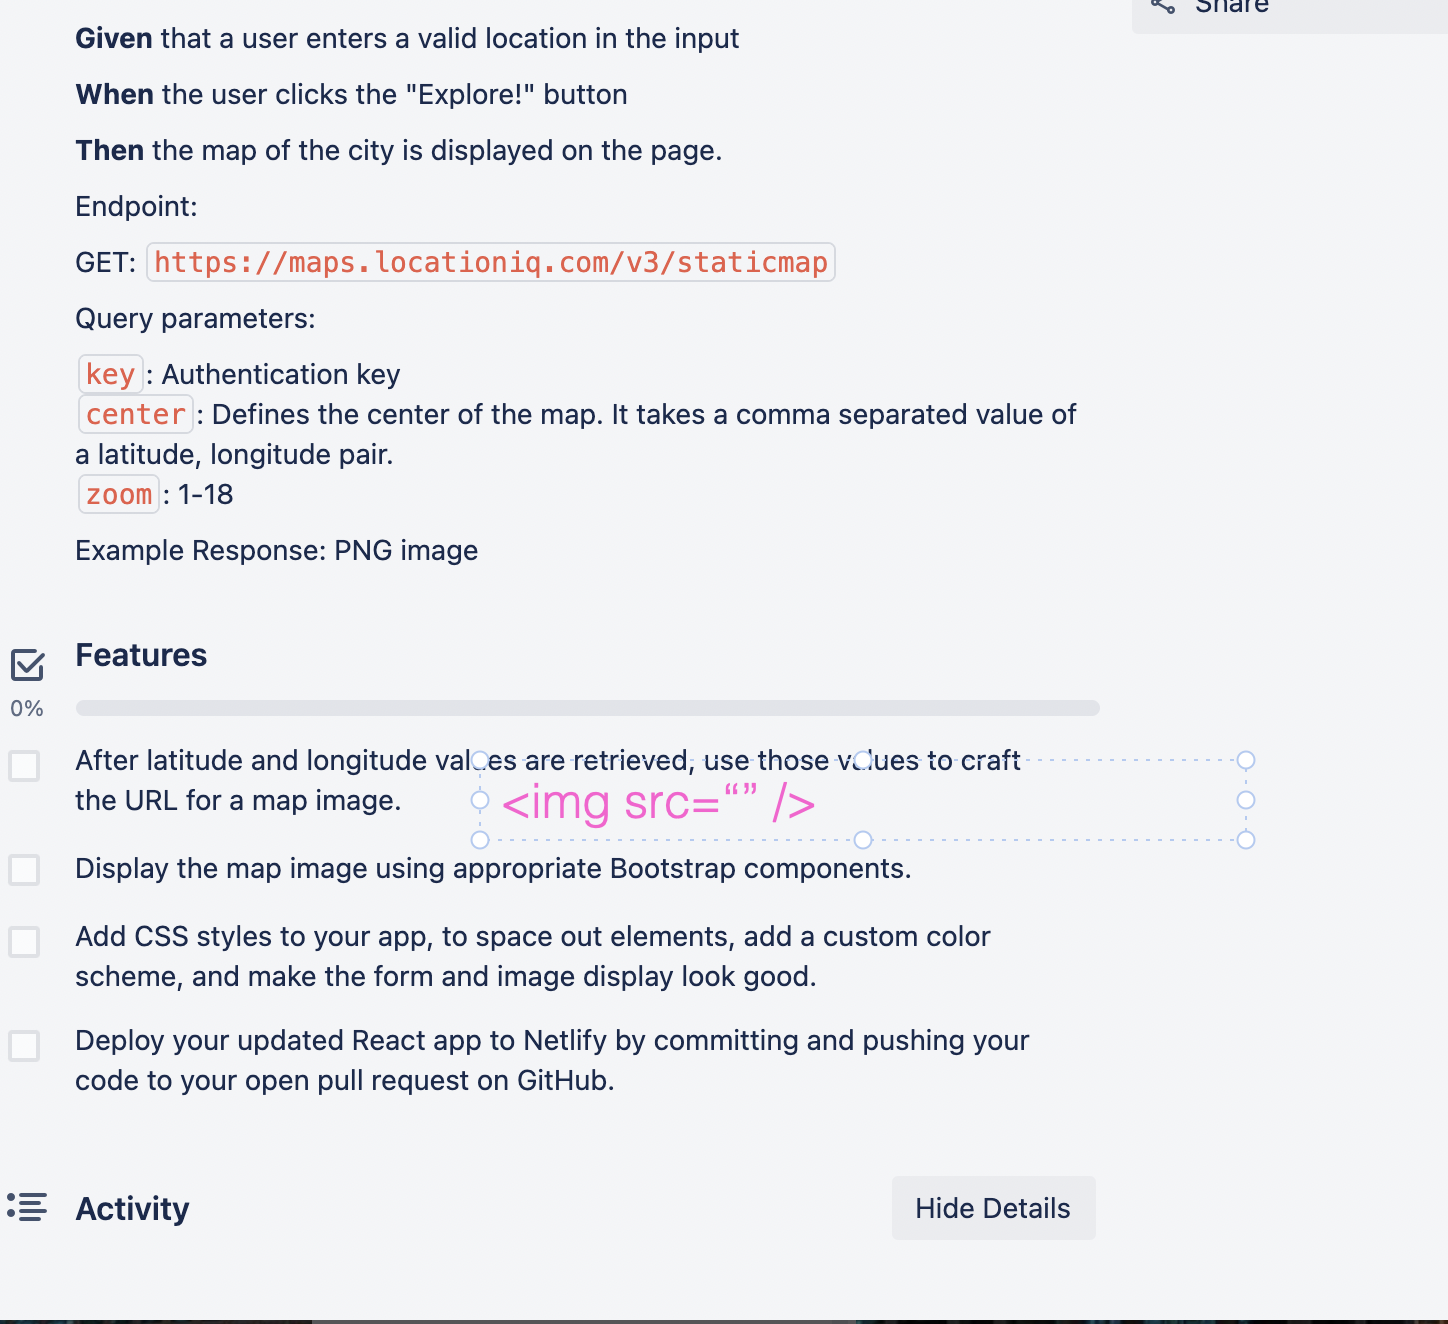 Share
Given that a user enters a valid location in the input
When the user clicks the "Explore!" button
Then the map of the city is displayed on the page.
Endpoint:
GET: https://maps.locationiq.com/v3/staticmap
Query parameters:
key: Authentication key
center: Defines the center of the map. It takes a comma separated value of
a latitude, longitude pair.
zoom: 1-18
Example Response: PNG image
Features
0%
After latitude and longitude values are retrieved, use those values to craft
the URL for a map image.
<img src=“” />
Display the map image using appropriate Bootstrap components.
Add CSS styles to your app, to space out elements, add a custom color
scheme, and make the form and image display look good.
Deploy your updated React app to Netlify by committing and pushing your
code to your open pull request on GitHub.
Activity
Hide Details